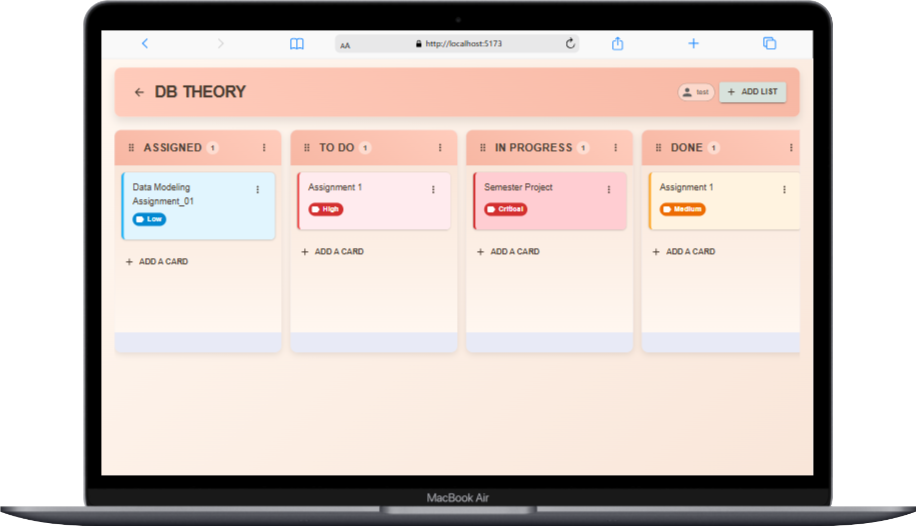 AA
http://localhost:5173
DB THEORY
test
+ ADD LIST
ASSIGNED 1
TO DO 1
IN PROGRESS 1
DONE 1
Data Modeling
Assignment_01
Low
+ ADD A CARD
Assignment 1
High
+ ADD A CARD
Semester Project
Critical
+ ADD A CARD
Assignment 1
Medium
+ ADD A CARD
MacBook Air